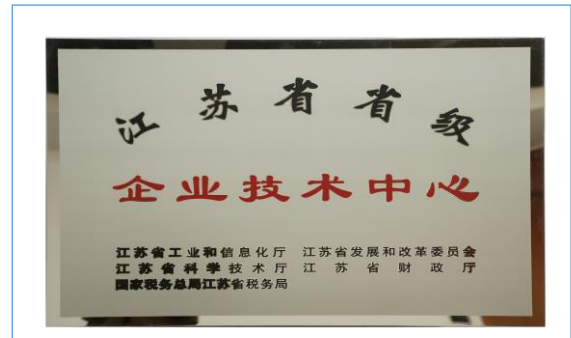 江苏省省级
企业技术中心
江苏省工业和信息化厅 江苏省发展和改革委员会
江苏省科学技术厅 江苏省财政厅
国家税务总局江苏省税务局